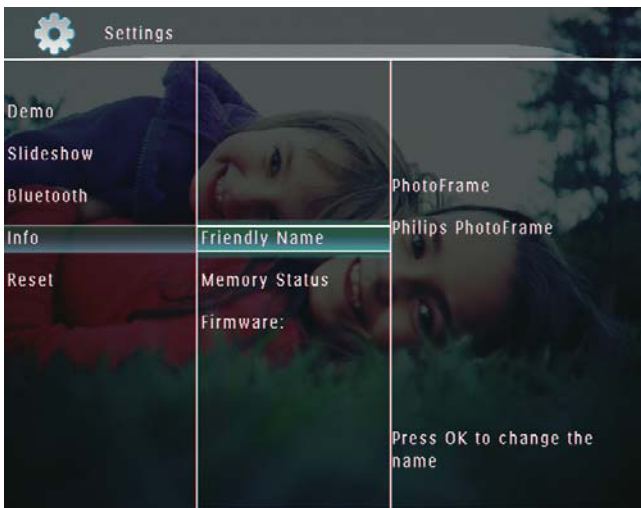 Settings
Demo
Slideshow
Bluetooth
Info
Reset
Friendly Name
Memory Status
Firmware:
PhotoFrame
Philips PhotoFrame
Press OK to change the
name